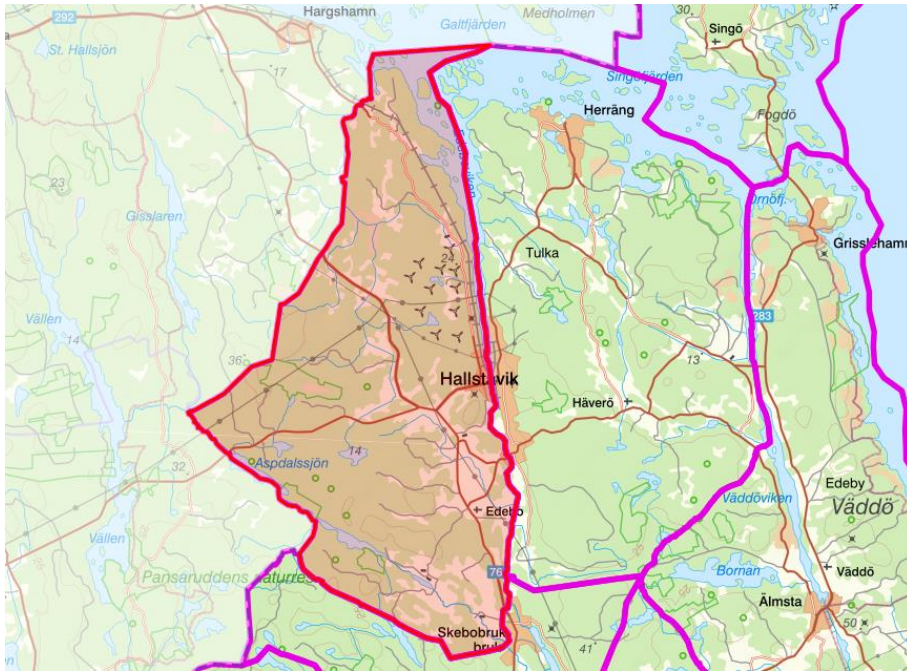 292
Hargshamn
Galtfjärden
Medholmen
30
Singö
St. Hallsjön
17
Singöfjärden
Herräng
Fogdö
23
Gisslaren
Grisslehamn
Tulka
24
283
Vällen
14
36
13
Hallstavik
Häverö
Aspdalssjön
14
32
Väddöviken
Edeby
Väddö
Edebo
Vällen
76
Bornan
Väddö
Pansaruddens naturres
Älmsta
Skebobruk
bruk
50
41